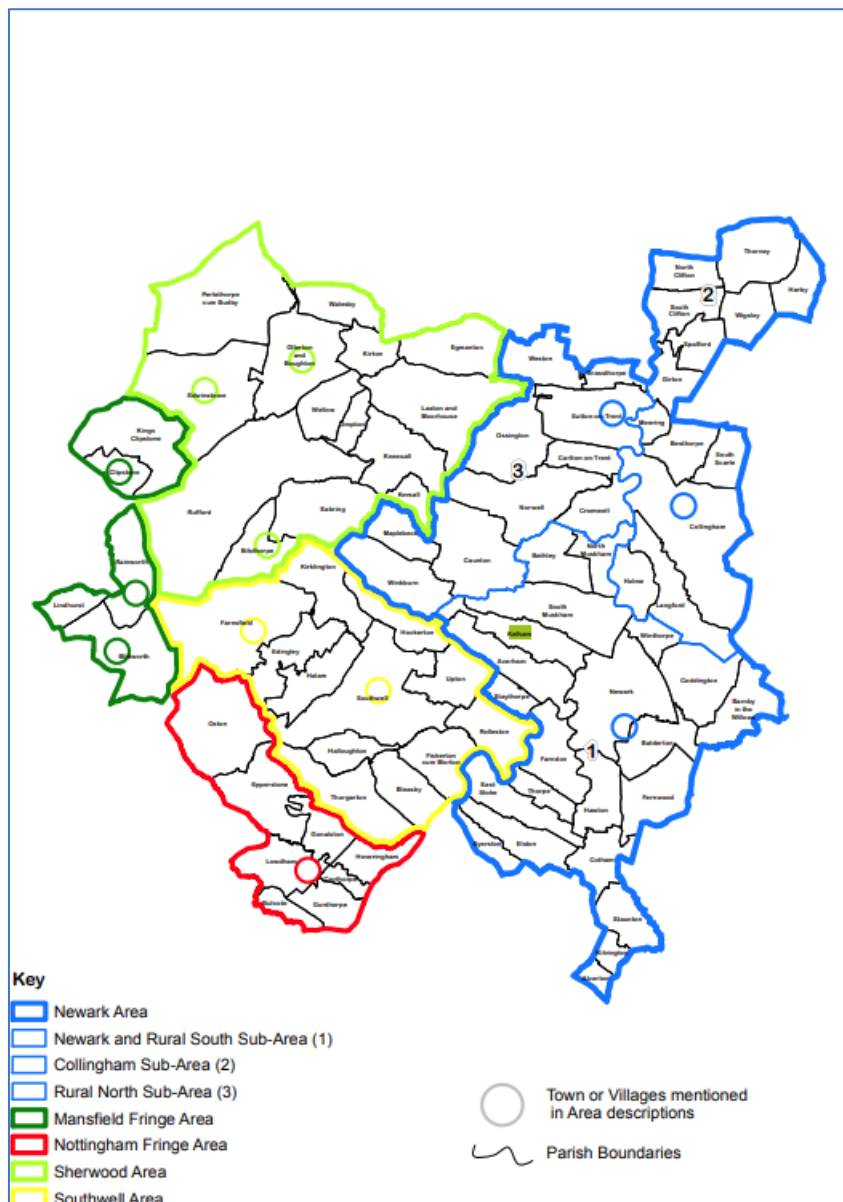 Thorney
North
Clifton
Harby
2
Perlethorpe
cum Budby
South
Clifton
Wigsley
Walesby
Spalford
Ollerton
and
Boughton
Kirton
Egmanton
Weston
Grassthorpe
Girton
Edwinstowe
Sutton-on-Trent
Wellow
Laxton and
Moorhouse
Meering
Kings
Clipstone
Ossington
Besthorpe
South
Scarle
Kneesall
Carlton-on-Trent
Clipstone
3
Kersall
Collingham
Rufford
Eakring
Norwell
Cromwell
Maplebeck
Bilsthorpe
Caunton
Bathley
North
Muskham
Rainworth
Kirklington
Winkburn
Holme
Langford
Lindhurst
South
Muskham
Farnsfield
Hockerton
Kelham
Winthorpe
Blidworth
Edingley
Averham
Coddington
Halam
Upton
Staythorpe
Newark
Barnby
in the
Willows
Southwell
Oxton
Rolleston
Balderton
Halloughton
Fiskerton
cum Morton
Farndon
1
Epperstone
Bleasby
East
Stoke
Thorpe
Fernwood
Thurgarton
Hawton
Gonalston
Syerston
Elston
Lowdham
Hoveringham
Cotham
Caythorpe
Bulcote
Gunthorpe
Staunton
Kilvington
Alverton
Key
Newark Area
Newark and Rural South Sub-Area (1)
Collingham Sub-Area (2)
Rural North Sub-Area (3)
Mansfield Fringe Area
Nottingham Fringe Area
Sherwood Area
Southwell Area
Town or Villages mentioned
in Area descriptions
Parish Boundaries